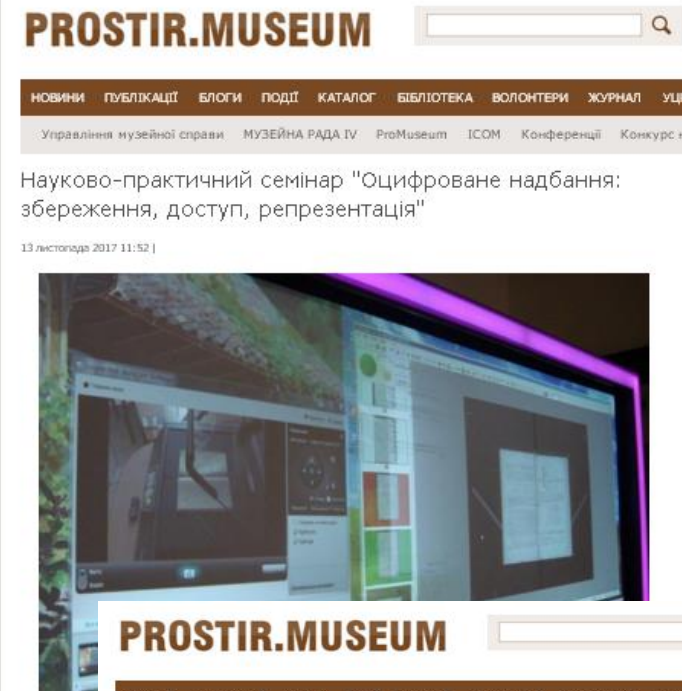 PROSTIR.MUSEUM
НОВИНИ ПУБЛІКАЦІЇ БЛОГИ ПОДІЇ КАТАЛОГ БІБЛІОТЕКА ВОЛОНТЕРИ ЖУРНАЛ
Управління музейної справи МУЗЕЙНА РАДА IV ProMuseum ICOM Конференції Конкурс
Науково-практичний семінар "Оцифроване надбання:
збереження, доступ, репрезентація"
13 листопада 2017 11:52 |
PROSTIR.MUSEUM